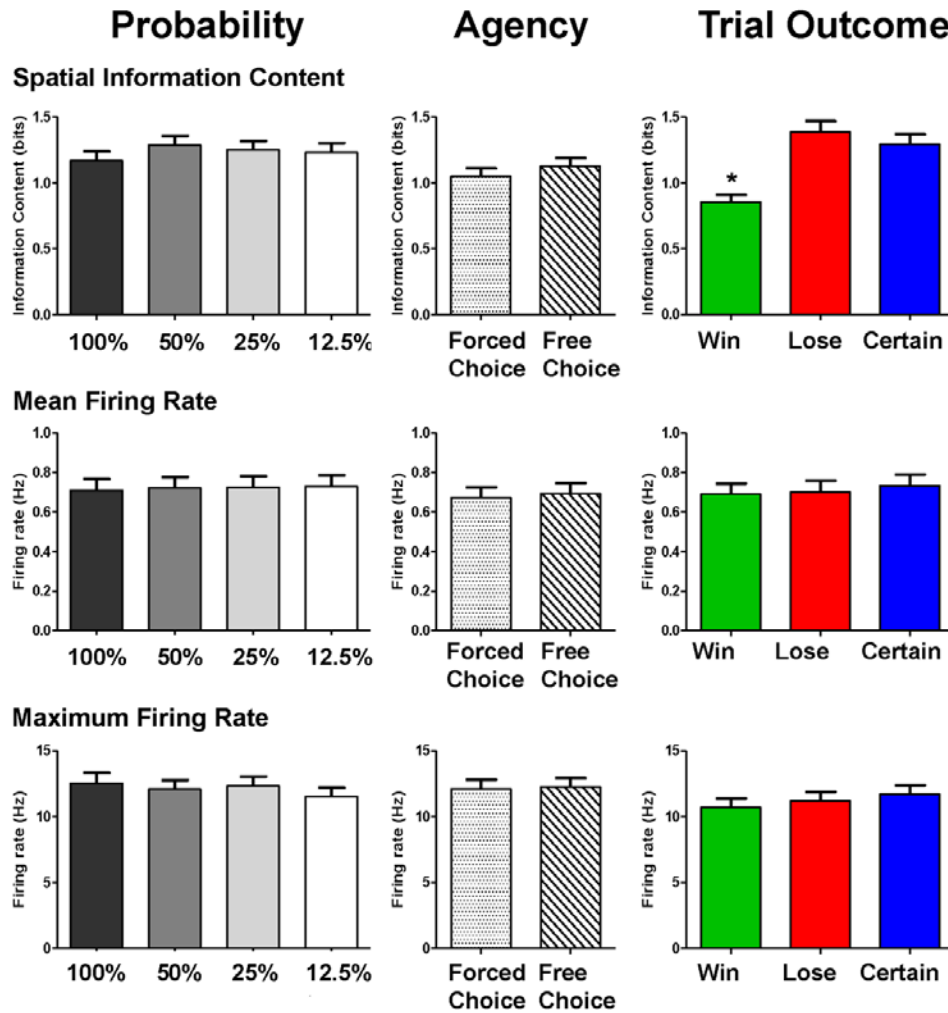 Probability Agency Trial Outcome
Spatial Information Content
Information Content (bits)
1.5
1.0
0.5
0.0
100% 50% 25% 12.5%
Information Content (bits)
1.5
1.0
0.5
0.0
Forced Free
Choice Choice
Information Content (bits)
1.5
1.0
0.5
0.0
*
Win Lose Certain
Mean Firing Rate
Firing rate (Hz)
1.0
0.8
0.6
0.4
0.2
0.0
100% 50% 25% 12.5%
Firing rate (Hz)
1.0
0.8
0.6
0.4
0.2
0.0
Forced Free
Choice Choice
Firing rate (Hz)
1.0
0.8
0.6
0.4
0.2
0.0
Win Lose Certain
Maximum Firing Rate
Firing rate (Hz)
15
10
5
0
100% 50% 25% 12.5%
Firing rate (Hz)
15
10
5
0
Forced Free
Choice Choice
Firing rate (Hz)
15
10
5
0
Win Lose Certain